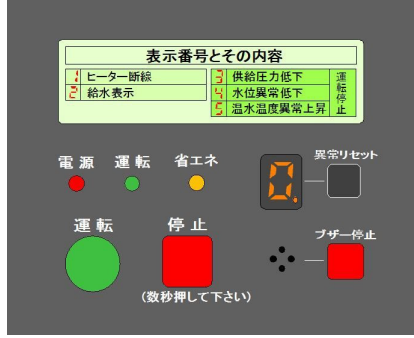 表示番号とその内容
1 ヒーター断線
2 給水表示
3 供給圧力低下
4 水位異常低下
5 温水温度異常上昇
運転停止
電源 運転 省エネ
0.
異常リセット
運転 停止
ブザー停止
(数秒押して下さい)